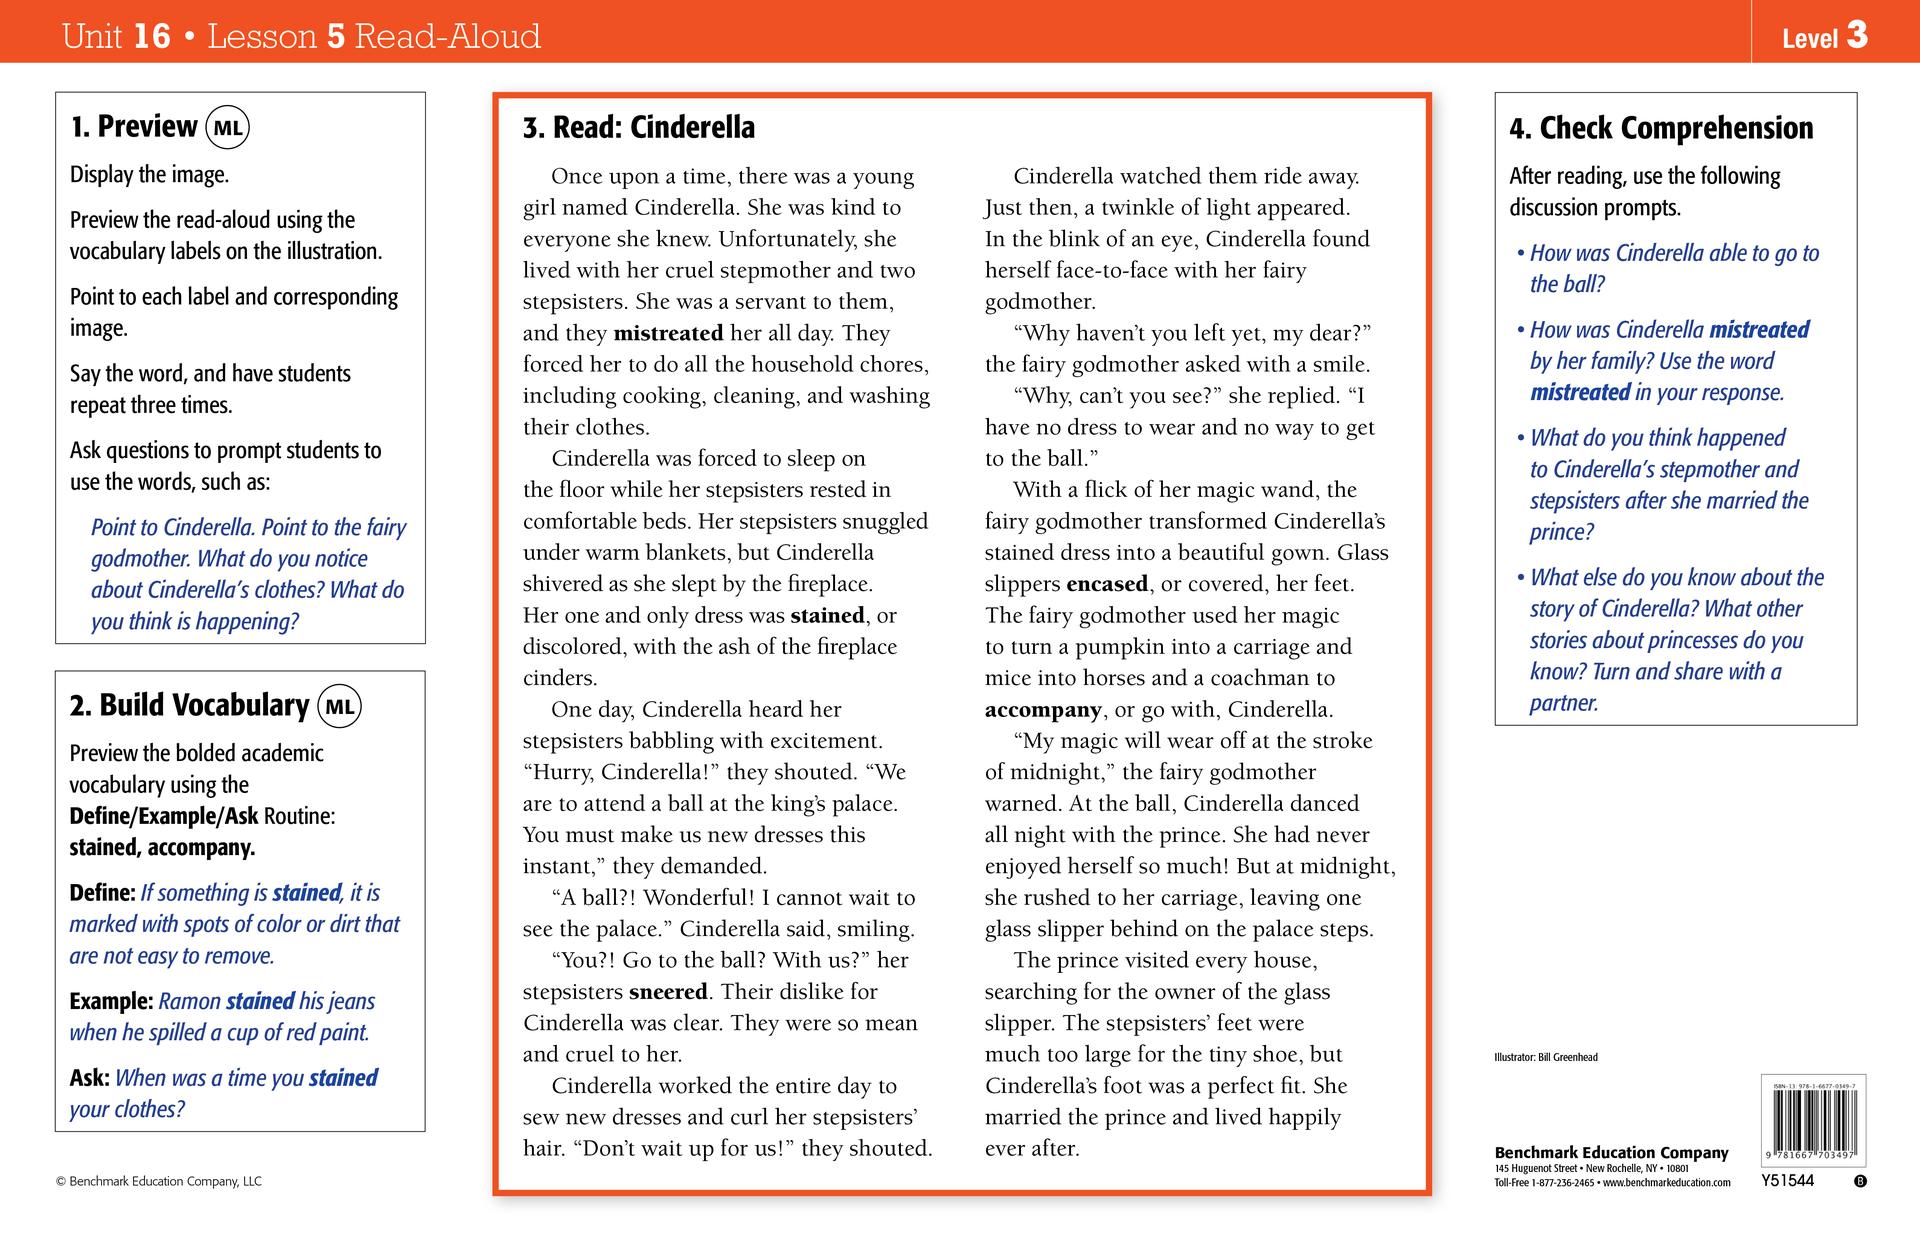 Unit 16 • Lesson 5 Read-Aloud
Level 3
1. Preview ML
Display the image.
Preview the read-aloud using the
vocabulary labels on the illustration.
Point to each label and corresponding
image.
Say the word, and have students
repeat three times.
Ask questions to prompt students to
use the words, such as:
Point to Cinderella. Point to the fairy
godmother. What do you notice
about Cinderella’s clothes? What do
you think is happening?
2. Build Vocabulary ML
Preview the bolded academic
vocabulary using the
Define/Example/Ask Routine:
stained, accompany.
Define: If something is stained, it is
marked with spots of color or dirt that
are not easy to remove.
Example: Ramon stained his jeans
when he spilled a cup of red paint.
Ask: When was a time you stained
your clothes?
© Benchmark Education Company, LLC
3. Read: Cinderella
Once upon a time, there was a young
girl named Cinderella. She was kind to
everyone she knew. Unfortunately, she
lived with her cruel stepmother and two
stepsisters. She was a servant to them,
and they mistreated her all day. They
forced her to do all the household chores,
including cooking, cleaning, and washing
their clothes.
Cinderella was forced to sleep on
the floor while her stepsisters rested in
comfortable beds. Her stepsisters snuggled
under warm blankets, but Cinderella
shivered as she slept by the fireplace.
Her one and only dress was stained, or
discolored, with the ash of the fireplace
cinders.
One day, Cinderella heard her
stepsisters babbling with excitement.
“Hurry, Cinderella!” they shouted. “We
are to attend a ball at the king’s palace.
You must make us new dresses this
instant,” they demanded.
“A ball?! Wonderful! I cannot wait to
see the palace.” Cinderella said, smiling.
“You?! Go to the ball? With us?” her
stepsisters sneered. Their dislike for
Cinderella was clear. They were so mean
and cruel to her.
Cinderella worked the entire day to
sew new dresses and curl her stepsisters’
hair. “Don’t wait up for us!” they shouted.
Cinderella watched them ride away.
Just then, a twinkle of light appeared.
In the blink of an eye, Cinderella found
herself face-to-face with her fairy
godmother.
“Why haven’t you left yet, my dear?”
the fairy godmother asked with a smile.
“Why, can’t you see?” she replied. “I
have no dress to wear and no way to get
to the ball.”
With a flick of her magic wand, the
fairy godmother transformed Cinderella’s
stained dress into a beautiful gown. Glass
slippers encased, or covered, her feet.
The fairy godmother used her magic
to turn a pumpkin into a carriage and
mice into horses and a coachman to
accompany, or go with, Cinderella.
“My magic will wear off at the stroke
of midnight,” the fairy godmother
warned. At the ball, Cinderella danced
all night with the prince. She had never
enjoyed herself so much! But at midnight,
she rushed to her carriage, leaving one
glass slipper behind on the palace steps.
The prince visited every house,
searching for the owner of the glass
slipper. The stepsisters’ feet were
much too large for the tiny shoe, but
Cinderella’s foot was a perfect fit. She
married the prince and lived happily
ever after.
4. Check Comprehension
After reading, use the following
discussion prompts.
• How was Cinderella able to go to
the ball?
• How was Cinderella mistreated
by her family? Use the word
mistreated in your response.
• What do you think happened
to Cinderella’s stepmother and
stepsisters after she married the
prince?
• What else do you know about the
story of Cinderella? What other
stories about princesses do you
know? Turn and share with a
partner.
Illustrator: Bill Greenhead
Benchmark Education Company
145 Huguenot Street • New Rochelle, NY • 10801
Toll-Free 1-877-236-2465 • www.benchmarkeducation.com
ISBN-13: 978-1-6677-0349-7
9 781667 703497
Y51544
B